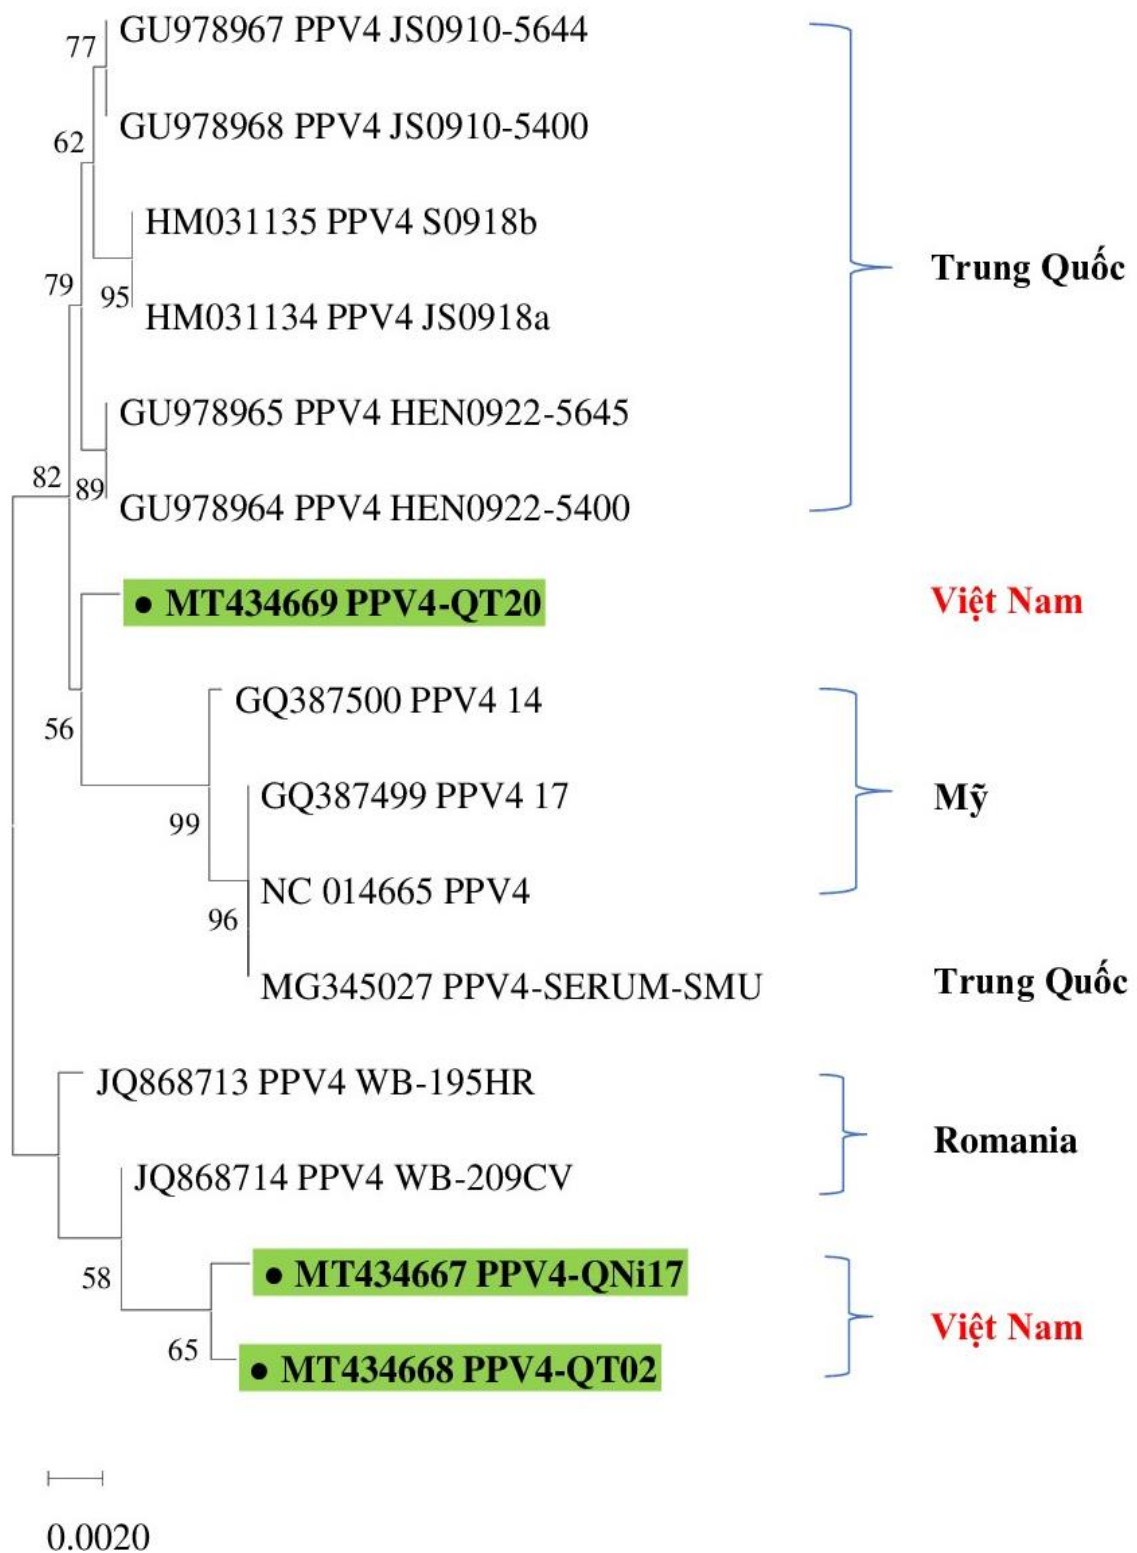 77
GU978967 PPV4 JS0910-5644
62
GU978968 PPV4 JS0910-5400
HM031135 PPV4 S0918b
79
95
HM031134 PPV4 JS0918a
Trung Quốc
GU978965 PPV4 HEN0922-5645
82
89
GU978964 PPV4 HEN0922-5400
● MT434669 PPV4-QT20
Việt Nam
56
GQ387500 PPV4 14
GQ387499 PPV4 17
Mỹ
99
NC 014665 PPV4
96
MG345027 PPV4-SERUM-SMU
Trung Quốc
JQ868713 PPV4 WB-195HR
Romania
JQ868714 PPV4 WB-209CV
58
● MT434667 PPV4-QNi17
Việt Nam
65
● MT434668 PPV4-QT02
0.0020